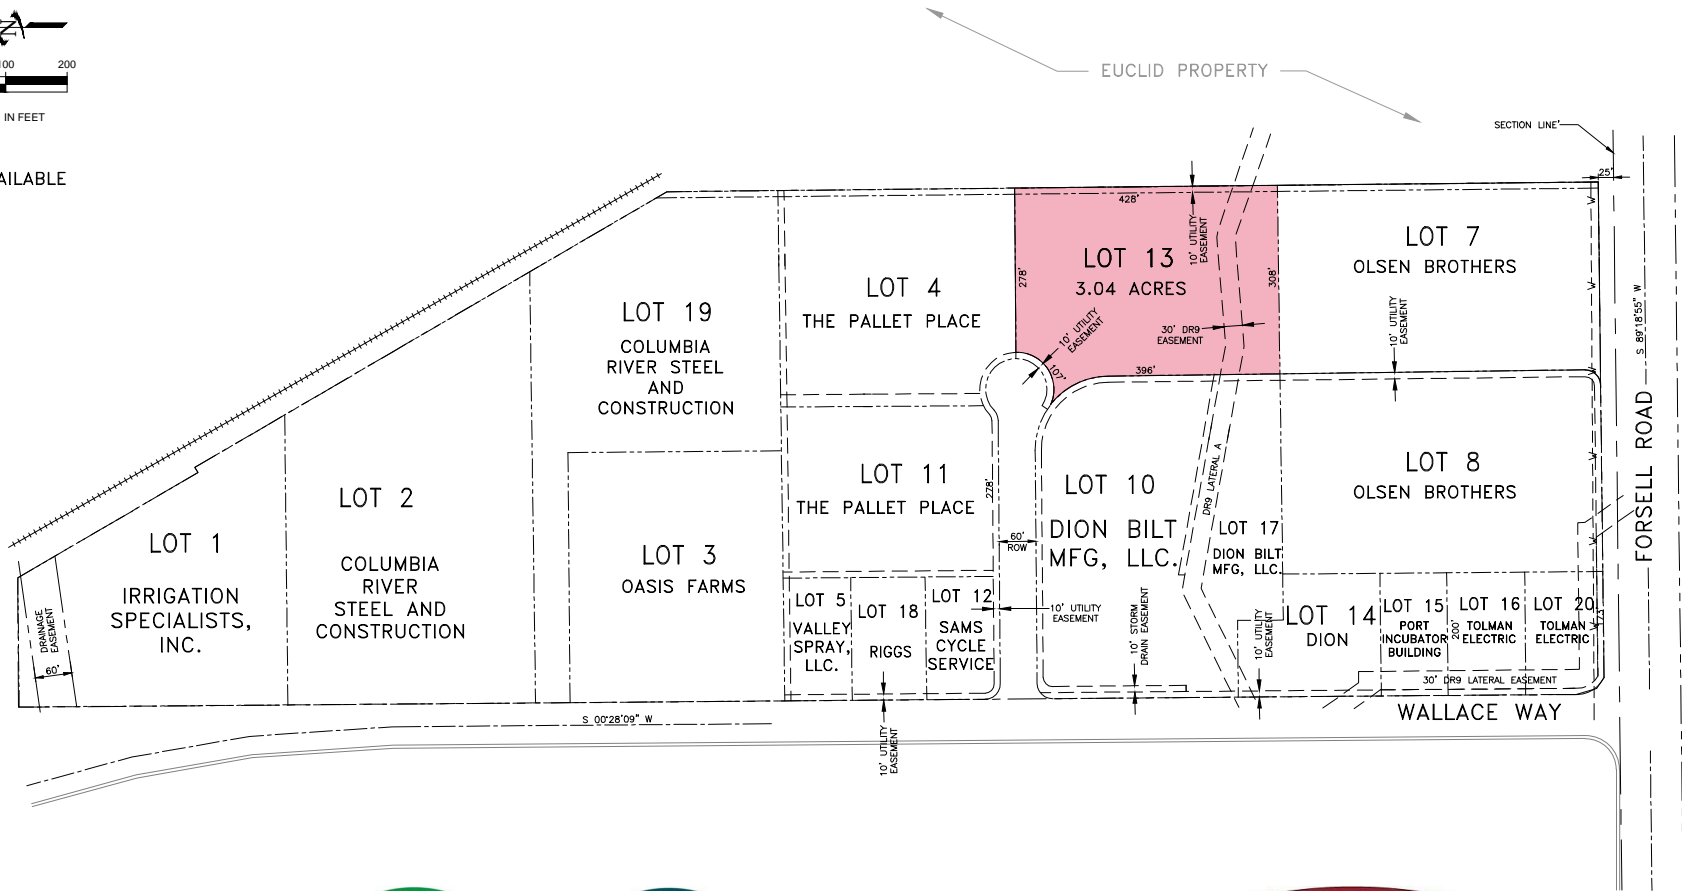 N
200
IN FEET
EUCLID PROPERTY
SECTION LINE
25'
428'
10' UTILITY
EASEMENT
LOT 13
3.04 ACRES
278'
308'
30' DR9
EASEMENT
10' UTILITY
EASEMENT
107'
396'
LOT 7
OLSEN BROTHERS
10' UTILITY
EASEMENT
S 89°18'55" W
LOT 4
THE PALLET PLACE
LOT 19
COLUMBIA
RIVER STEEL
AND
CONSTRUCTION
LOT 11
THE PALLET PLACE
278'
60'
ROW
LOT 10
DION BILT
MFG, LLC.
DR9 LATERAL A
LOT 17
DION BILT
MFG, LLC.
LOT 8
OLSEN BROTHERS
FORSELL ROAD
LOT 2
COLUMBIA
RIVER
STEEL AND
CONSTRUCTION
LOT 1
IRRIGATION
SPECIALISTS,
INC.
DRAINAGE
EASEMENT
60'
LOT 3
OASIS FARMS
LOT 5
VALLEY
SPRAY,
LLC.
LOT 18
RIGGS
LOT 12
SAMS
CYCLE
SERVICE
10' UTILITY
EASEMENT
10' STORM
DRAIN EASEMENT
10' UTILITY
EASEMENT
LOT 14
DION
LOT 15
PORT
INCUBATOR
BUILDING
200'
LOT 16
TOLMAN
ELECTRIC
LOT 20
TOLMAN
ELECTRIC
173'
30' DR9 LATERAL EASEMENT
WALLACE WAY
S 00°28'09" W
10' UTILITY
EASEMENT